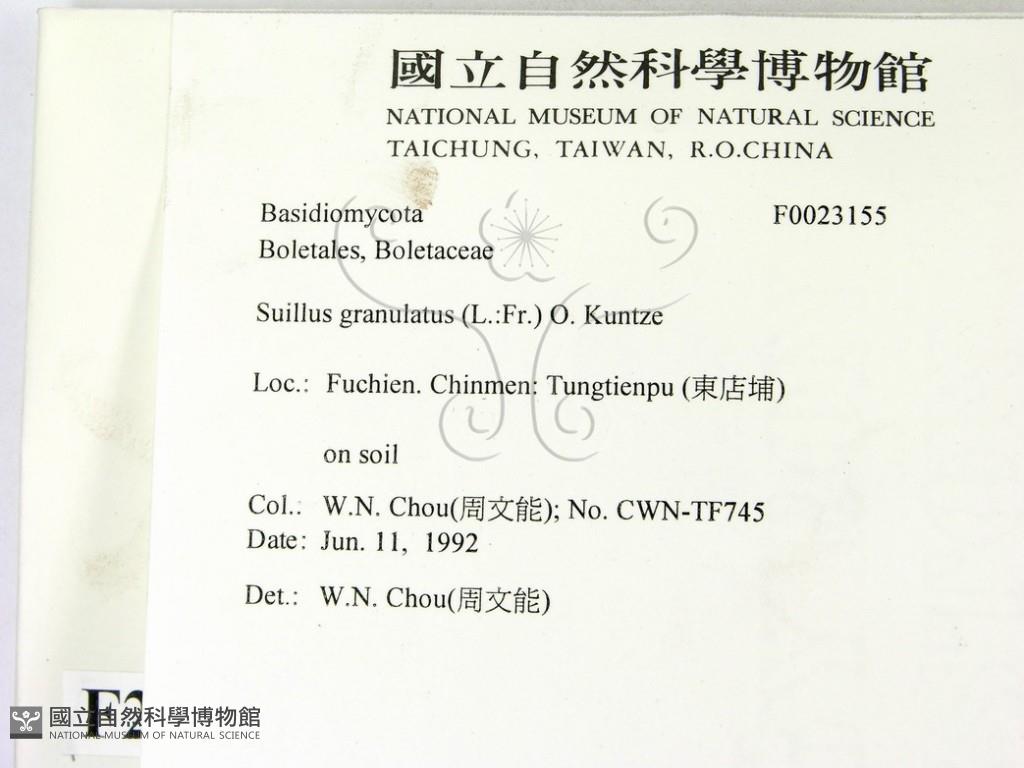 國立自然科學博物館
NATIONAL MUSEUM OF NATURAL SCIENCE
TAICHUNG, TAIWAN, R.O.CHINA
Basidiomycota F0023155
Boletales, Boletaceae
Suillus granulatus (L.:Fr.) O. Kuntze
Loc.: Fuchien. Chinmen: Tungtienpu (東店埔)
on soil
Col.: W.N. Chou(周文能); No. CWN-TF745
Date: Jun. 11, 1992
Det.: W.N. Chou(周文能)
F2
國立自然科學博物館
NATIONAL MUSEUM OF NATURAL SCIENCE